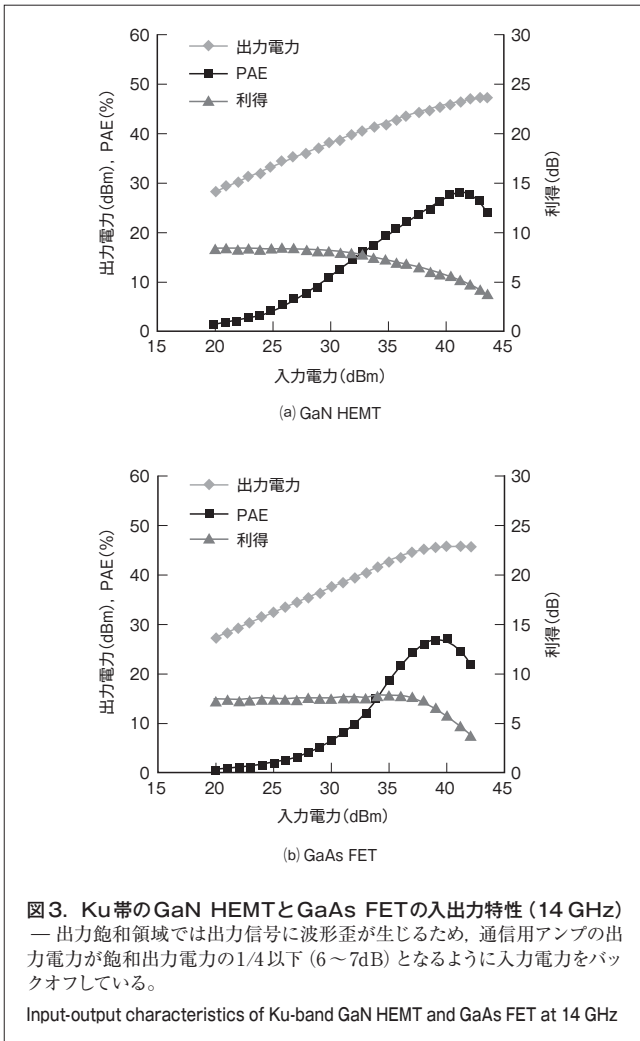 出力電力
PAE
利得
出力電力(dBm), PAE(%)
60
50
40
30
20
10
0
30
25
20
15
10
5
0
利得(dB)
15 20 25 30 35 40 45
入力電力(dBm)
(a) GaN HEMT
出力電力
PAE
利得
出力電力(dBm), PAE(%)
60
50
40
30
20
10
0
30
25
20
15
10
5
0
利得(dB)
15 20 25 30 35 40 45
入力電力(dBm)
(b) GaAs FET
図3. Ku帯のGaN HEMTとGaAs FETの入出力特性 (14 GHz)
— 出力飽和領域では出力信号に波形歪が生じるため, 通信用アンプの出
力電力が飽和出力電力の1/4以下 (6～7dB) となるように入力電力をバッ
クオフしている。
Input-output characteristics of Ku-band GaN HEMT and GaAs FET at 14 GHz